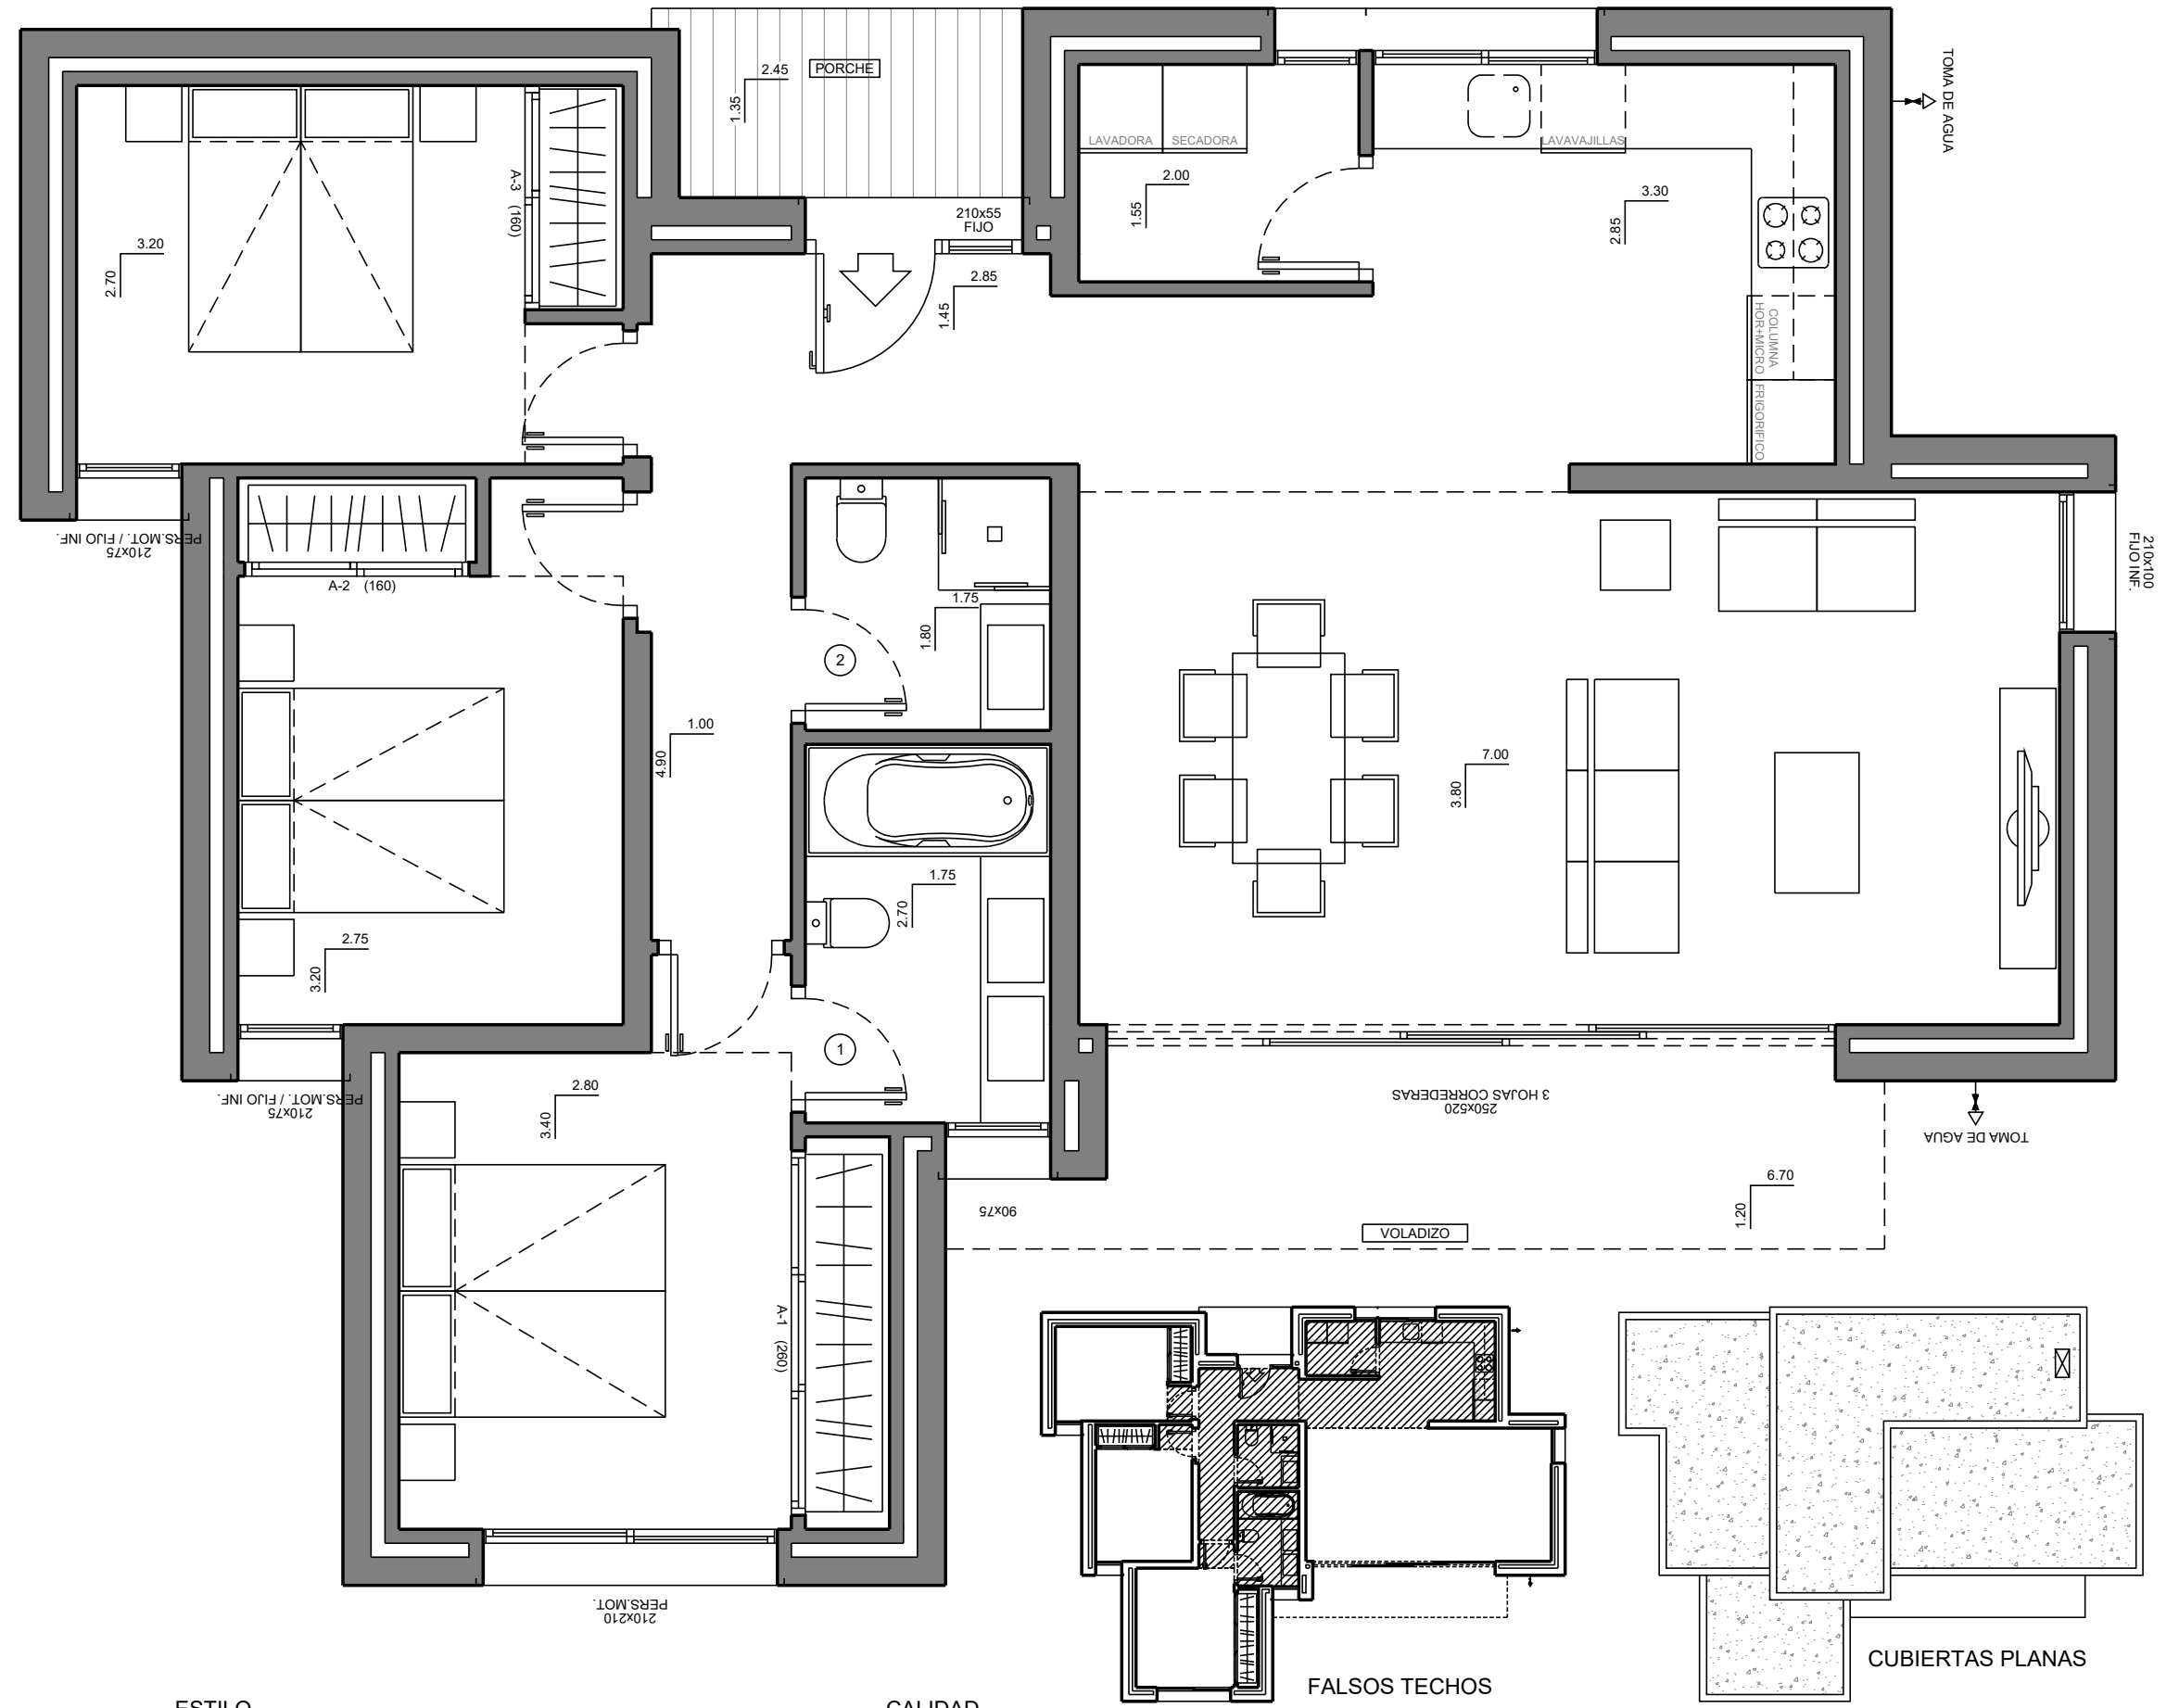 PORCHE
2.45
1.35
TOMA DE AGUA
LAVADORA
SECADORA
LAVAVAJILLAS
2.00
1.55
3.30
2.85
210x55
FIJO
2.85
1.45
A-3 (160)
3.20
2.70
COLUMNA
HOR+MICRO
FRIGORIFICO
210x75
PERS.MOT. / FIJO INF.
A-2 (160)
210x100
FIJO INF.
1.75
1.80
2
1.00
4.90
7.00
3.80
1.75
2.70
2.75
3.20
1
210x75
PERS.MOT. / FIJO INF.
2.80
3.40
250x520
3 HOJAS CORREDERAS
TOMA DE AGUA
6.70
1.20
90x75
VOLADIZO
A-1 (260)
210x210
PERS.MOT.
CUBIERTAS PLANAS
FALSOS TECHOS
ESTILO
CALIDAD